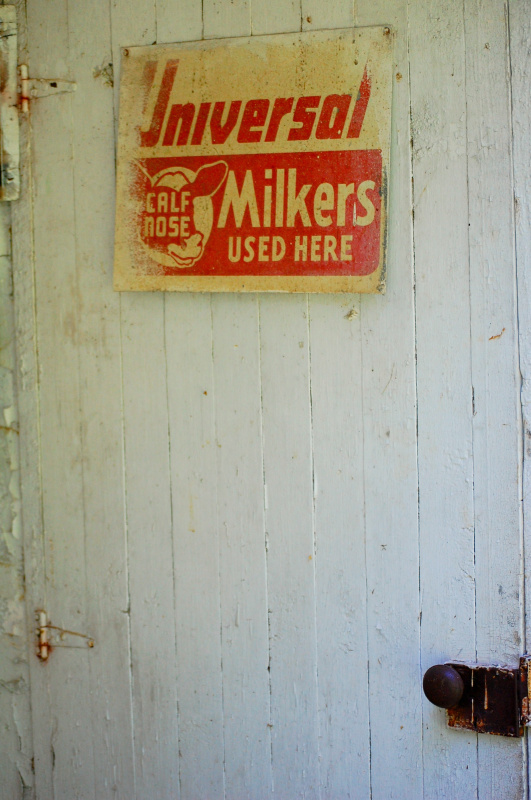 Universal
CALF
NOSE
Milkers
USED HERE